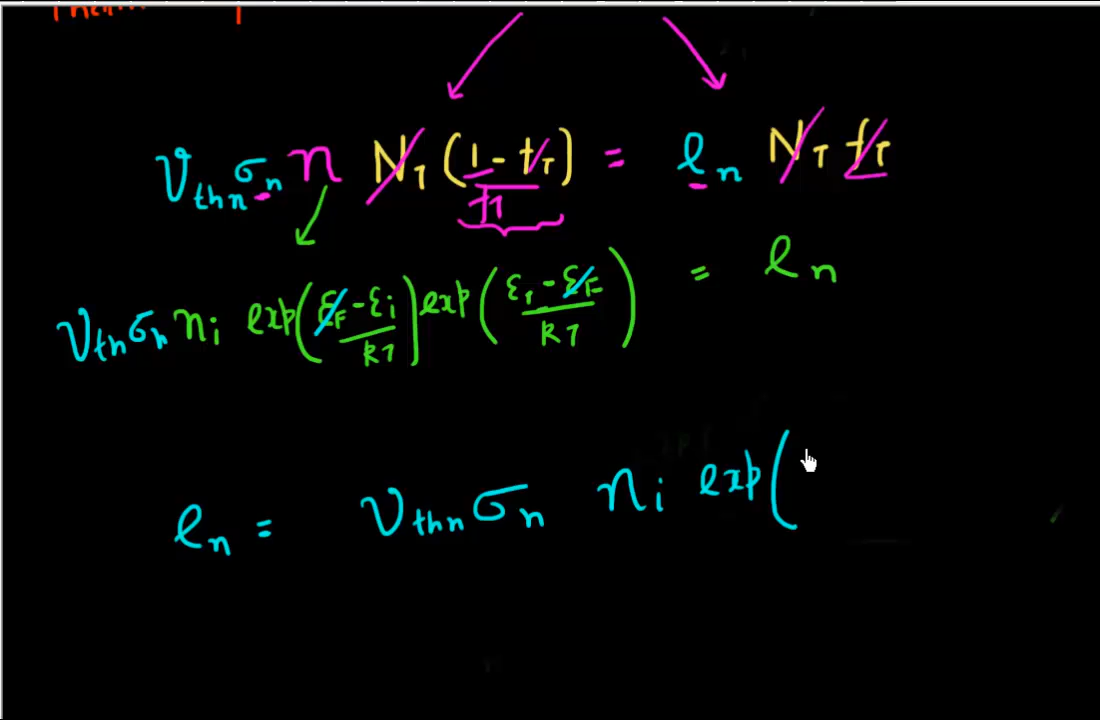 V_thn σ_n n N_T (1 - f_T) = e_n N_T f_T
f_T
V_thn σ_n n_i exp((E_F - E_i)/kT) exp((E_T - E_F)/kT) = e_n
e_n = V_thn σ_n n_i exp(